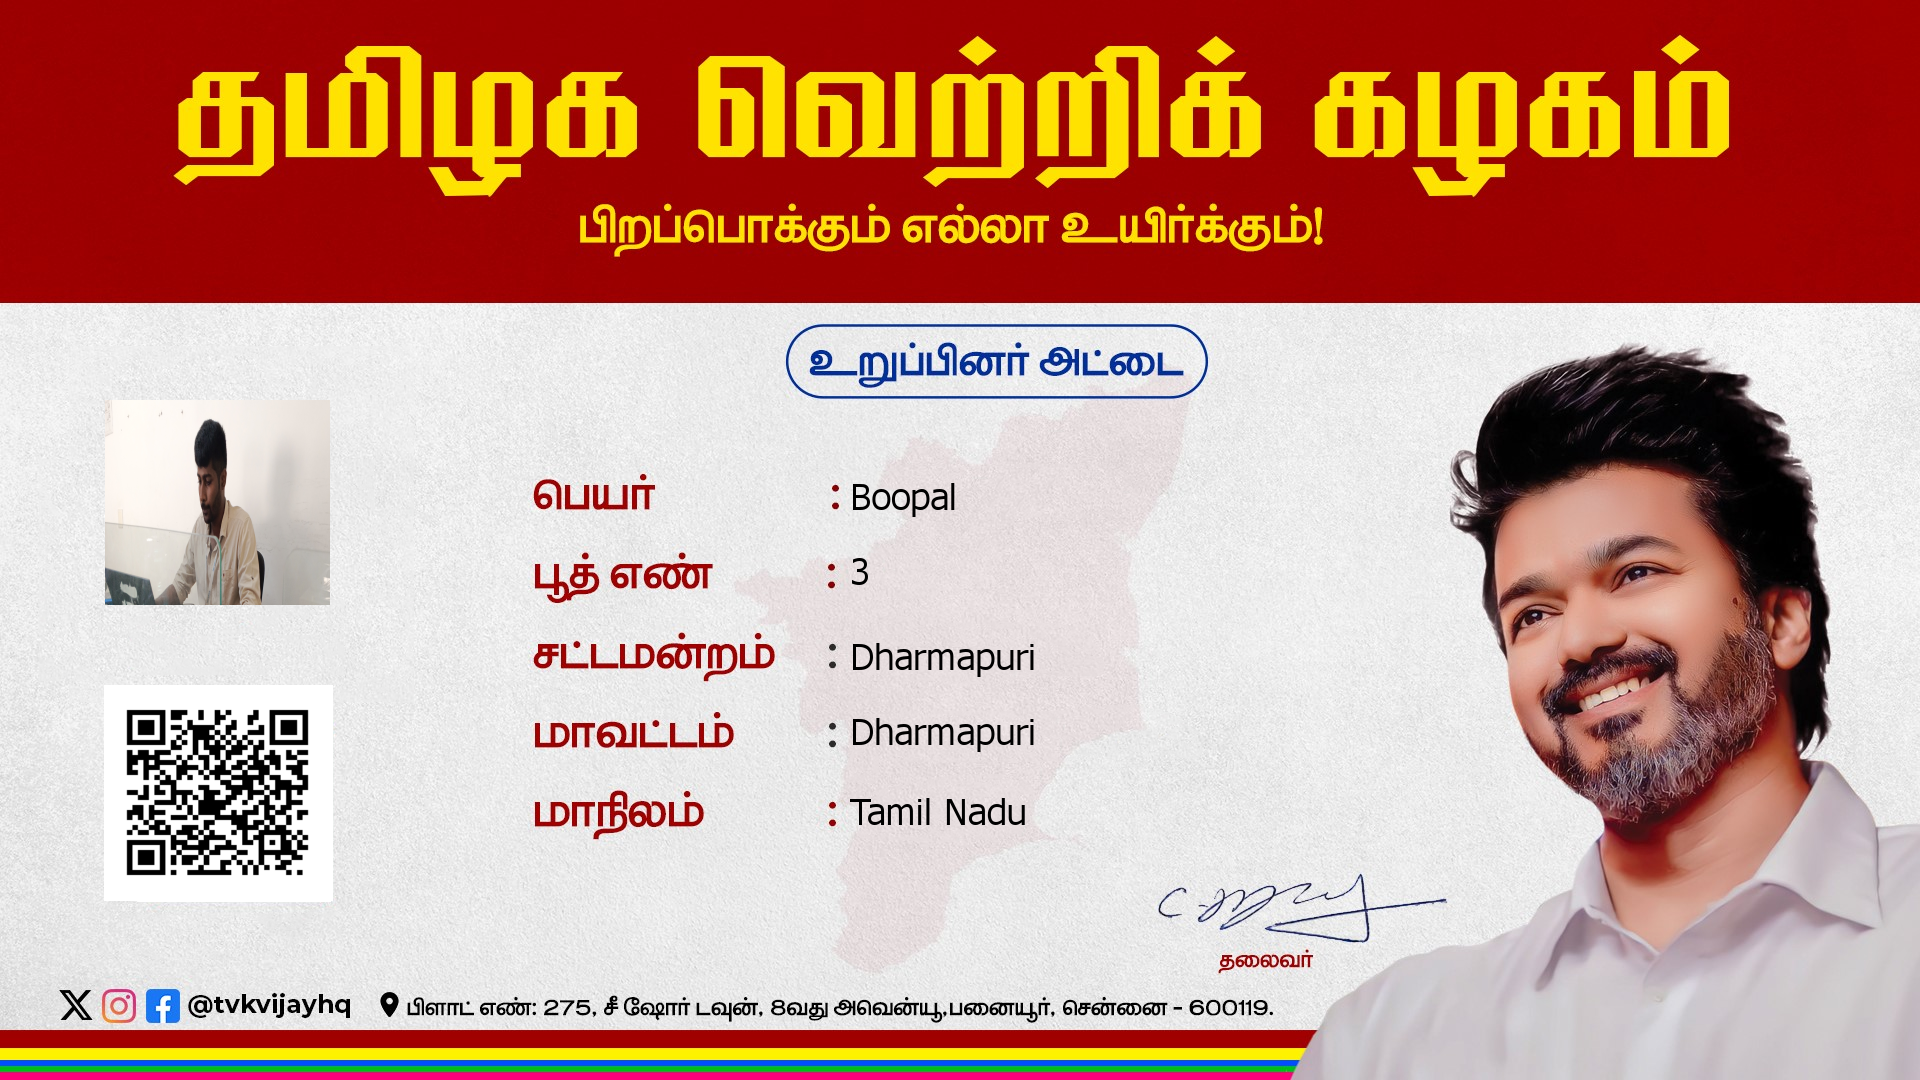 தமிழக வெற்றிக் கழகம்
பிறப்பொக்கும் எல்லா உயிர்க்கும்!
உறுப்பினர் அட்டை
பெயர் : Boopal
பூத் எண் : 3
சட்டமன்றம் : Dharmapuri
மாவட்டம் : Dharmapuri
மாநிலம் : Tamil Nadu
தலைவர்
@tvkvijayhq பிளாட் எண்: 275, சீ ஷோர் டவுன், 8வது அவென்யூ,பனையூர், சென்னை - 600119.